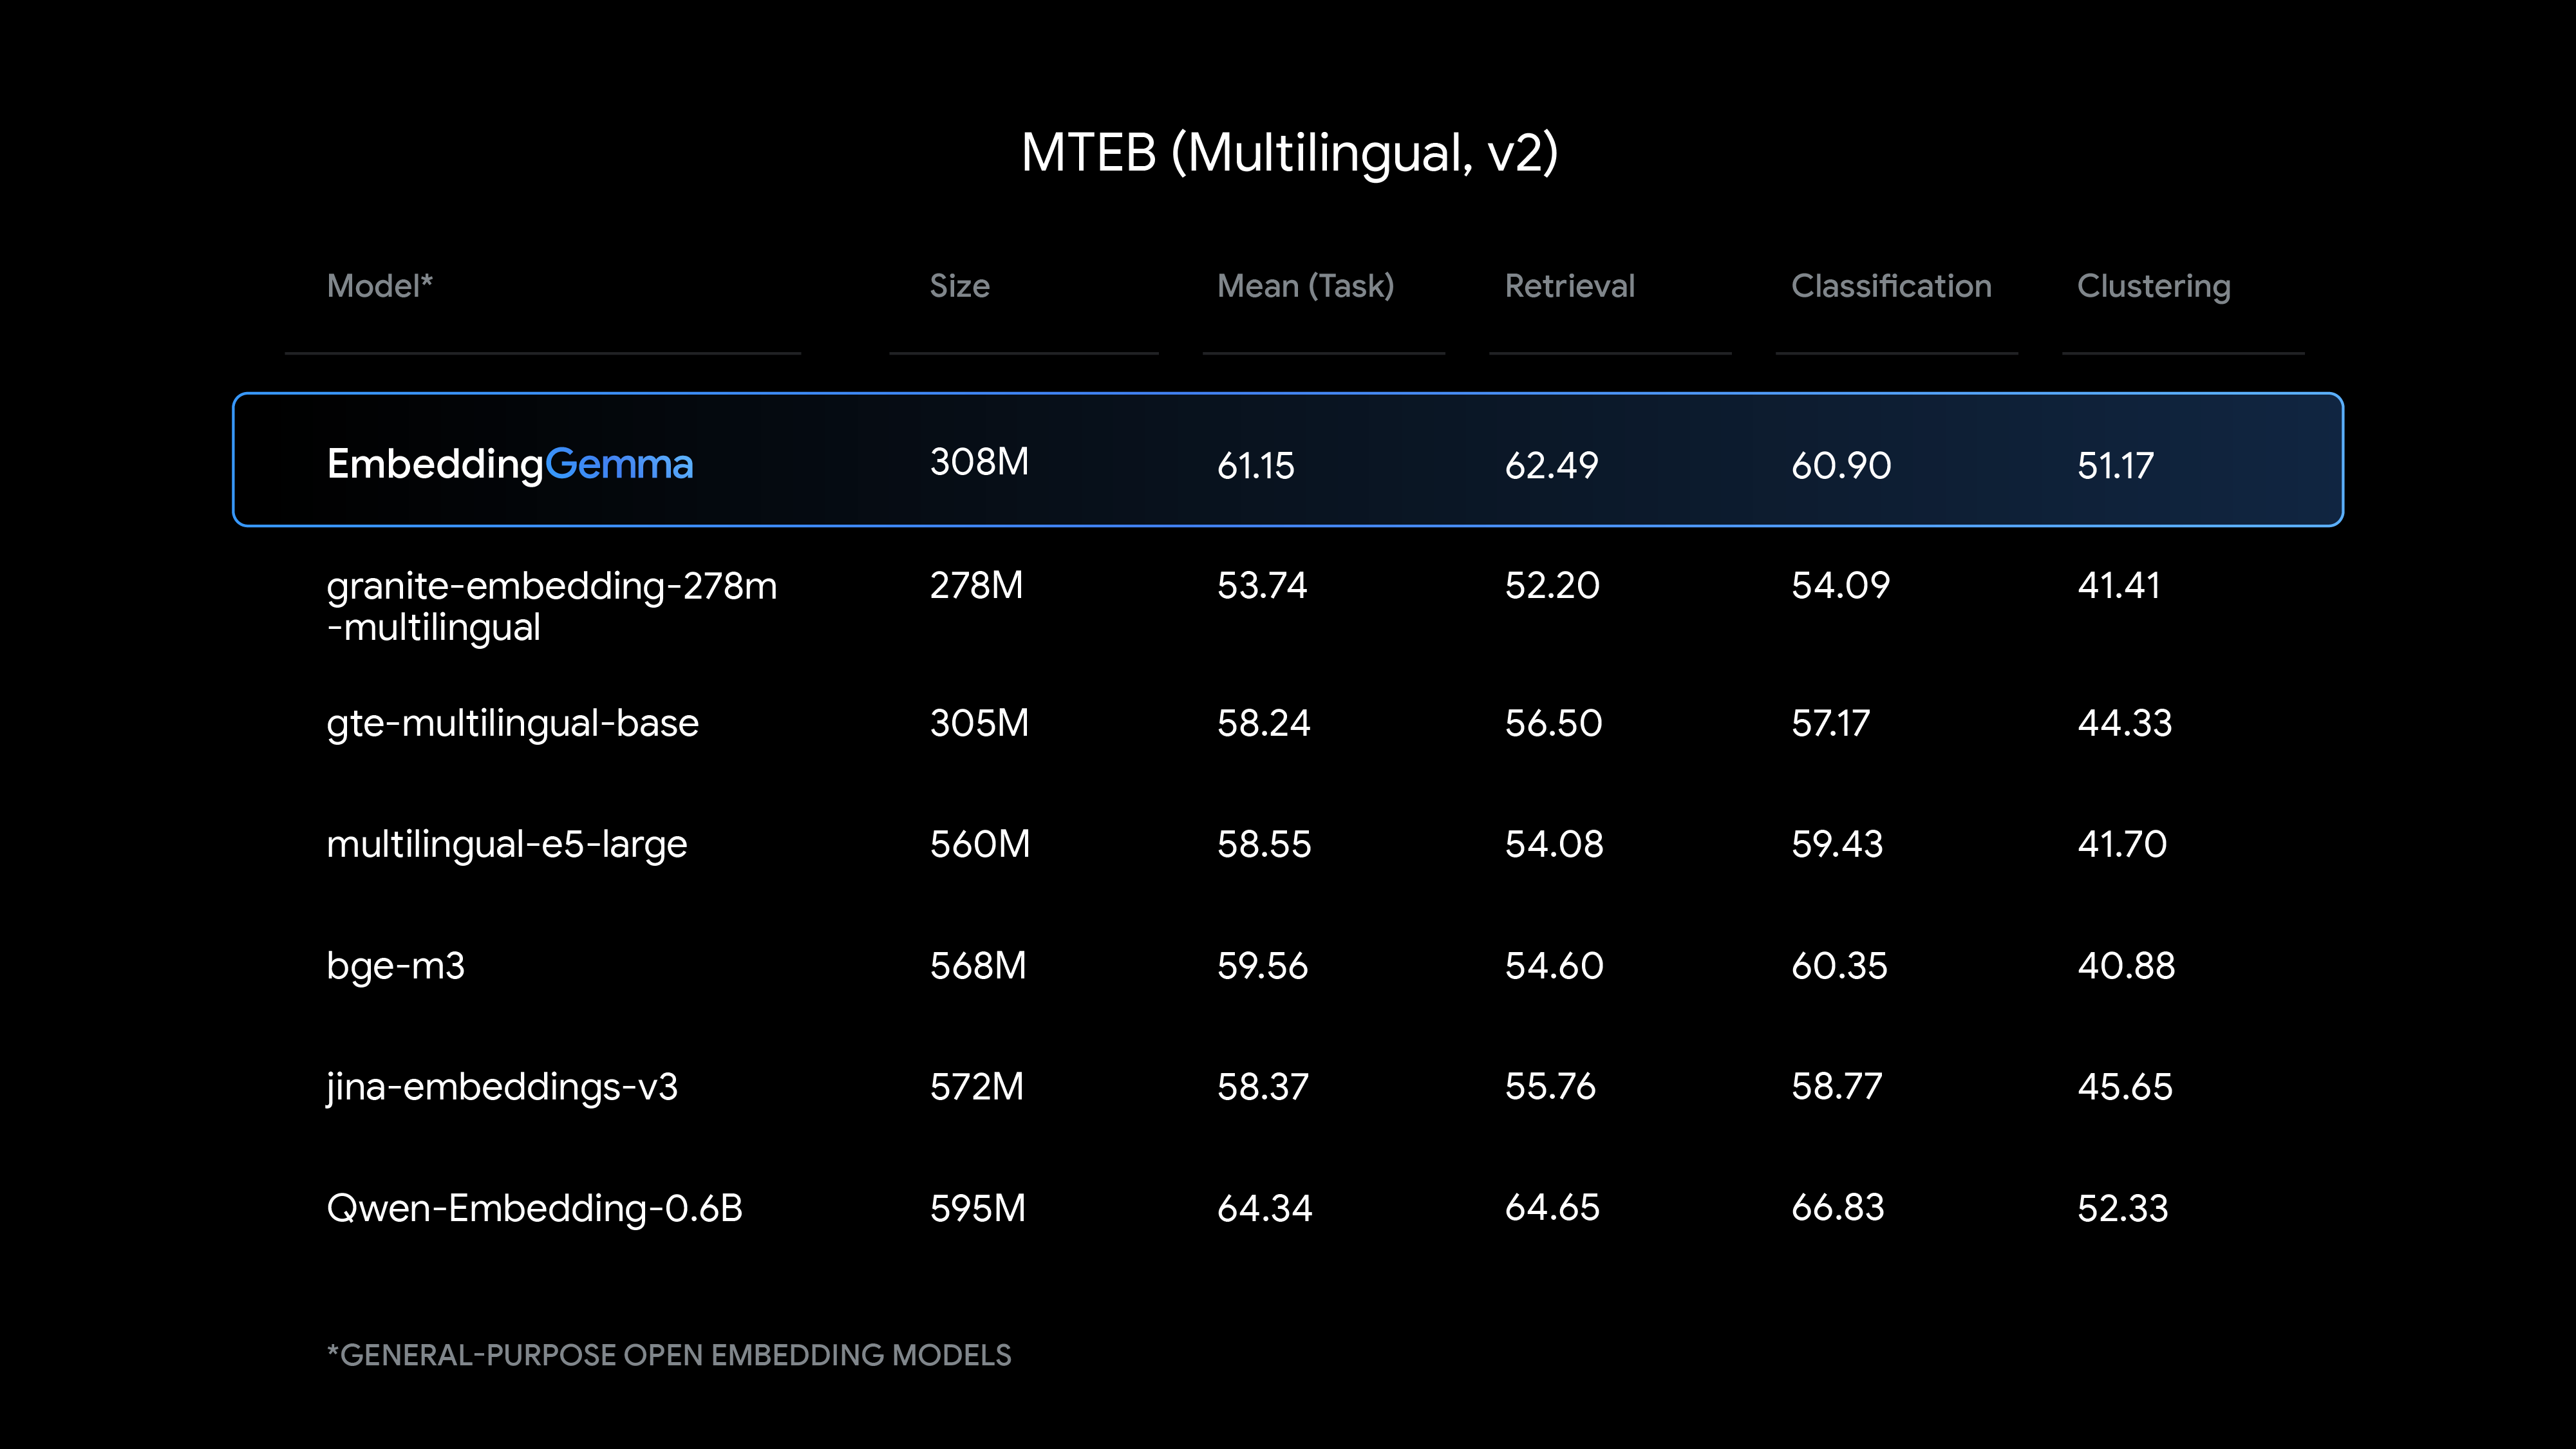 MTEB (Multilingual, v2)
Model* Size Mean (Task) Retrieval Classification Clustering
EmbeddingGemma 308M 61.15 62.49 60.90 51.17
granite-embedding-278m 278M 53.74 52.20 54.09 41.41
-multilingual
gte-multilingual-base 305M 58.24 56.50 57.17 44.33
multilingual-e5-large 560M 58.55 54.08 59.43 41.70
bge-m3 568M 59.56 54.60 60.35 40.88
jina-embeddings-v3 572M 58.37 55.76 58.77 45.65
Qwen-Embedding-0.6B 595M 64.34 64.65 66.83 52.33
*GENERAL-PURPOSE OPEN EMBEDDING MODELS